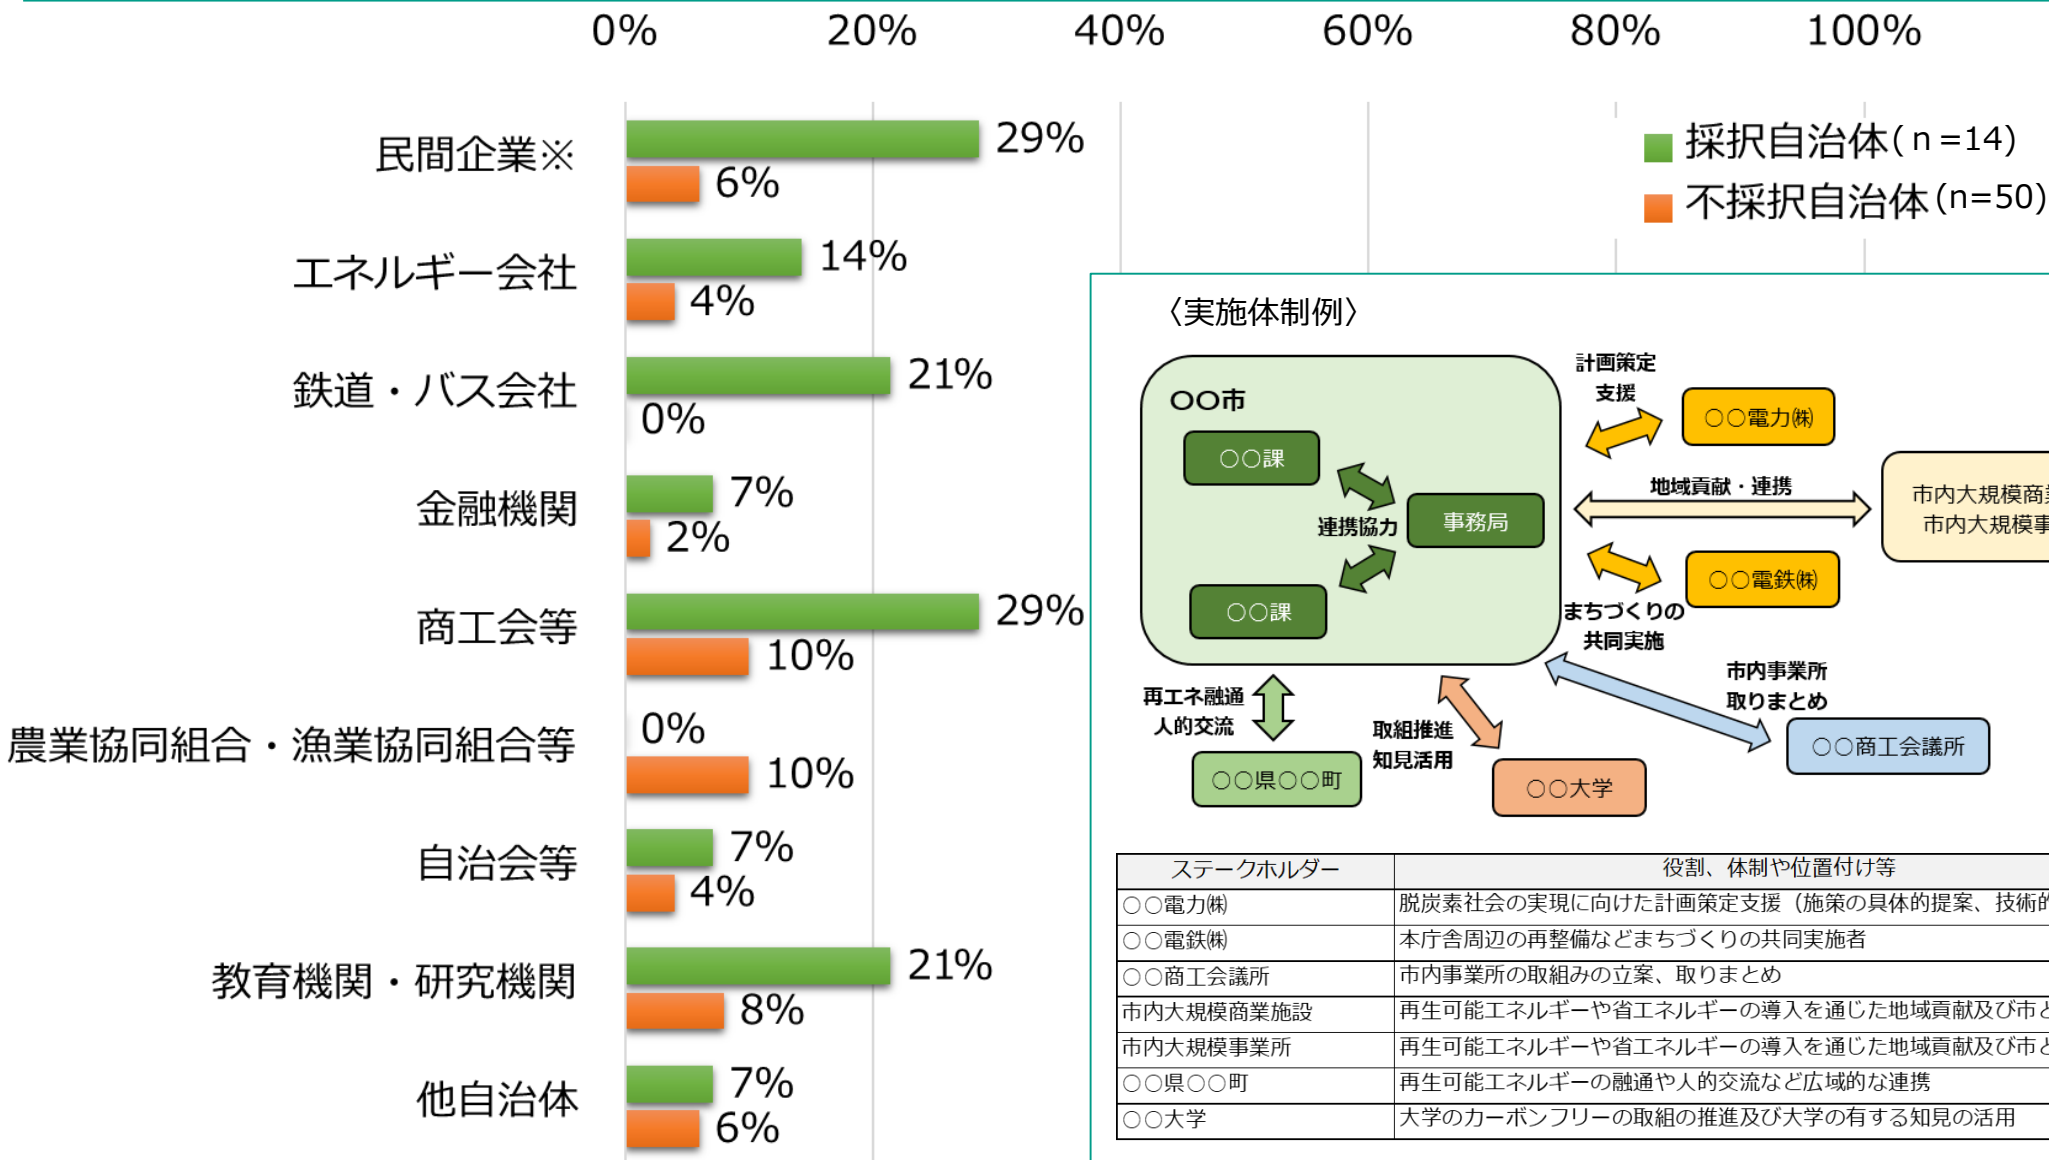 0% 20% 40% 60% 80% 100%
採択自治体(ｎ=14)
不採択自治体(n=50)
民間企業※ 29%
6%
エネルギー会社 14%
4%
鉄道・バス会社 21%
0%
金融機関 7%
2%
商工会等 29%
10%
農業協同組合・漁業協同組合等 0%
10%
自治会等 7%
4%
教育機関・研究機関 21%
8%
他自治体 7%
6%
〈実施体制例〉
〇〇市
○○課
連携協力
事務局
○○課
計画策定
支援
○○電力㈱
地域貢献・連携
市内大規模商
市内大規模事
○○電鉄㈱
まちづくりの
共同実施
市内事業所
取りまとめ
○○商工会議所
再エネ融通
人的交流
○○県○○町
取組推進
知見活用
○○大学
ステークホルダー 役割、体制や位置付け等
○○電力㈱ 脱炭素社会の実現に向けた計画策定支援（施策の具体的提案、技術的
○○電鉄㈱ 本庁舎周辺の再整備などまちづくりの共同実施者
○○商工会議所 市内事業所の取組みの立案、取りまとめ
市内大規模商業施設 再生可能エネルギーや省エネルギーの導入を通じた地域貢献及び市と
市内大規模事業所 再生可能エネルギーや省エネルギーの導入を通じた地域貢献及び市と
○○県○○町 再生可能エネルギーの融通や人的交流など広域的な連携
○○大学 大学のカーボンフリーの取組の推進及び大学の有する知見の活用